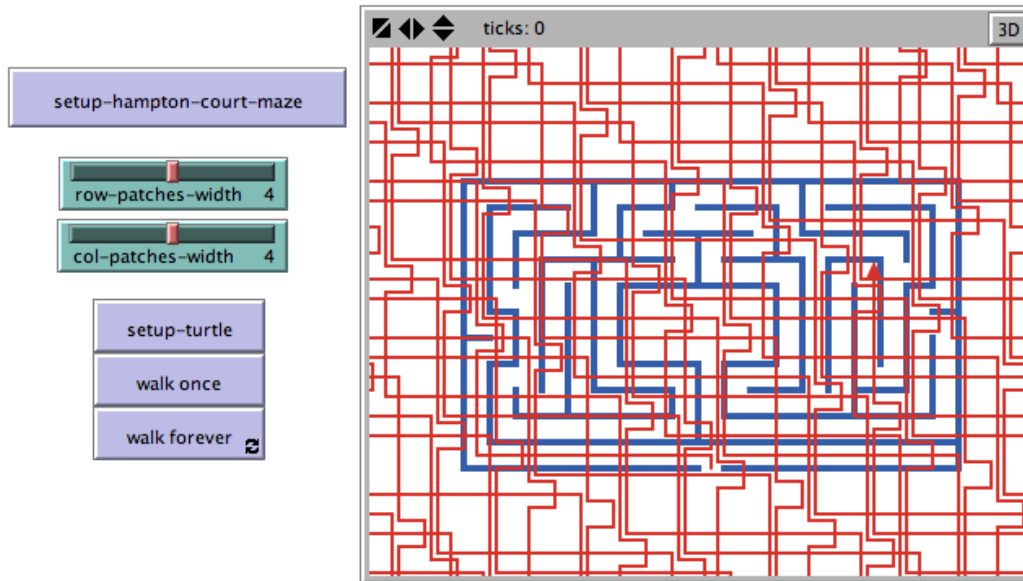 ticks: 0
3D
setup-hampton-court-maze
row-patches-width 4
col-patches-width 4
setup-turtle
walk once
walk forever